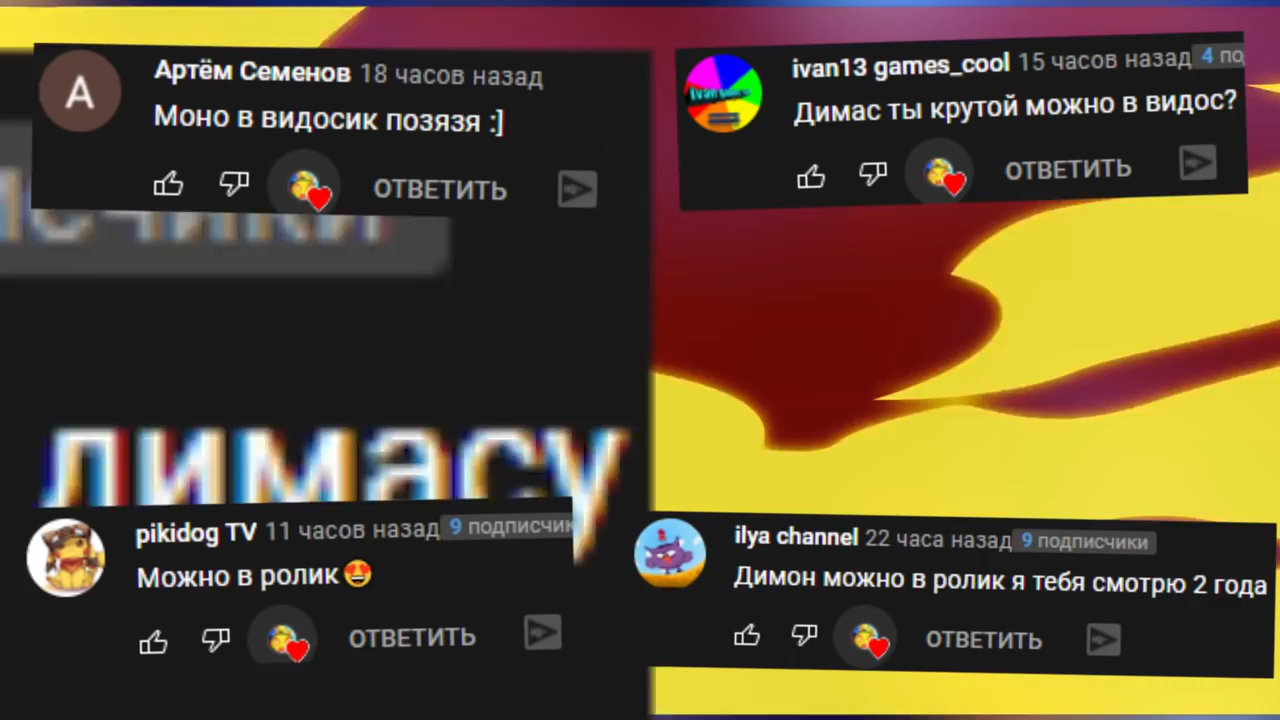 Артём Семенов 18 часов назад
Моно в видосик позязя :]
ОТВЕТИТЬ
ivan13 games_cool 15 часов назад 4 по
Димас ты крутой можно в видос?
ОТВЕТИТЬ
димасу
pikidog TV 11 часов назад 9 подписчик
Можно в ролик😍
ОТВЕТИТЬ
ilya channel 22 часа назад 9 подписчики
Димон можно в ролик я тебя смотрю 2 года
ОТВЕТИТЬ